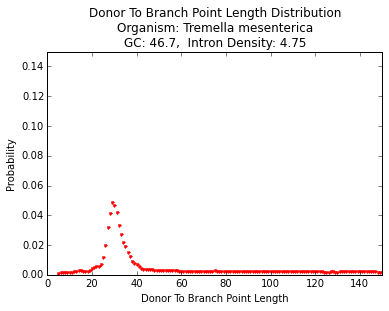 Donor To Branch Point Length Distribution
Organism: Tremella mesenterica
GC: 46.7,  Intron Density: 4.75
0.14
0.12
0.10
0.08
0.06
0.04
0.02
0.00
Probability
0 20 40 60 80 100 120 140
Donor To Branch Point Length